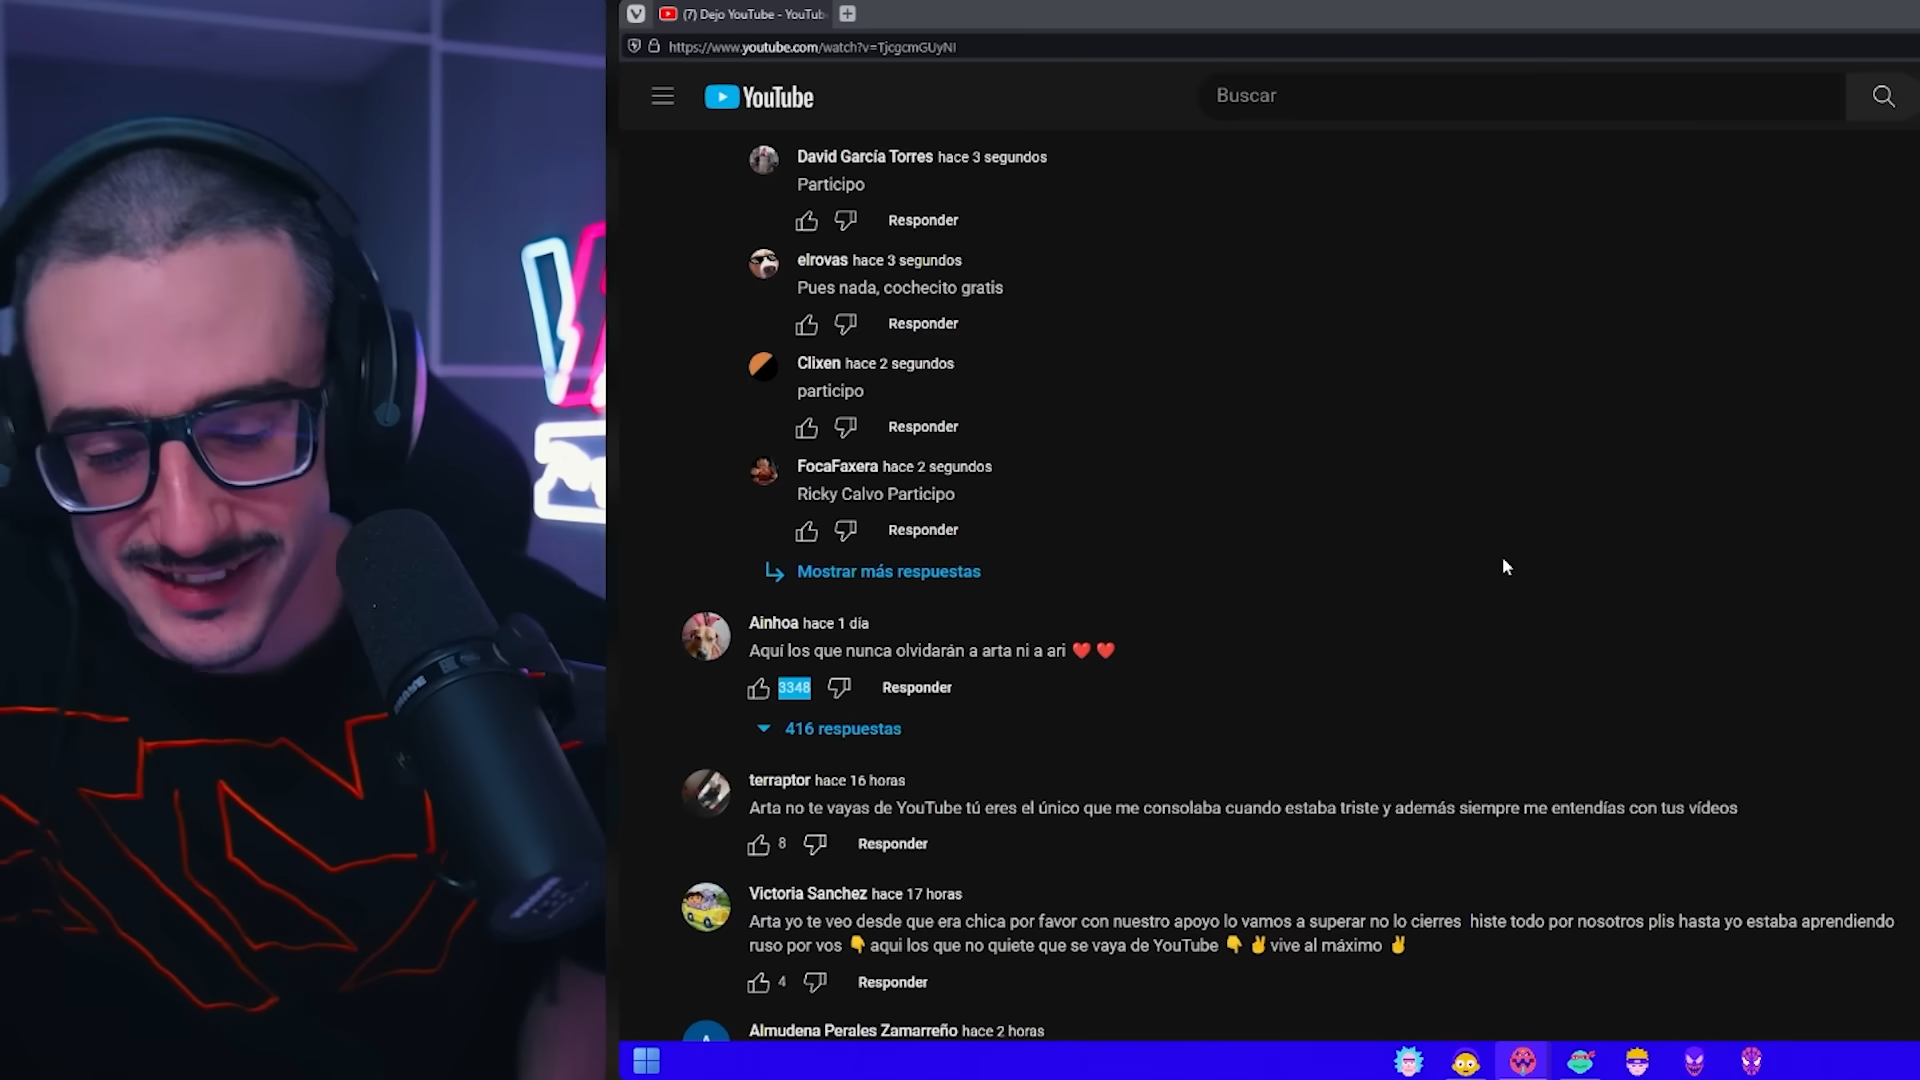 (7) Dejo YouTube - YouTub
https://www.youtube.com/watch?v=TjcgcmGUyNI
YouTube
Buscar
David García Torres hace 3 segundos
Participo
Responder
elrovas hace 3 segundos
Pues nada, cochecito gratis
Responder
Clixen hace 2 segundos
participo
Responder
FocaFaxera hace 2 segundos
Ricky Calvo Participo
Responder
Mostrar más respuestas
Ainhoa hace 1 día
Aquí los que nunca olvidarán a arta ni a ari ❤️ ❤️
3348 Responder
416 respuestas
terraptor hace 16 horas
Arta no te vayas de YouTube tú eres el único que me consolaba cuando estaba triste y además siempre me entendías con tus vídeos
8 Responder
Victoria Sanchez hace 17 horas
Arta yo te veo desde que era chica por favor con nuestro apoyo lo vamos a superar no lo cierres histe todo por nosotros plis hasta yo estaba aprendiendo
ruso por vos 👇 aqui los que no quiete que se vaya de YouTube 👇 ✌️ vive al máximo ✌️
4 Responder
Almudena Perales Zamarreño hace 2 horas
A
SHURE